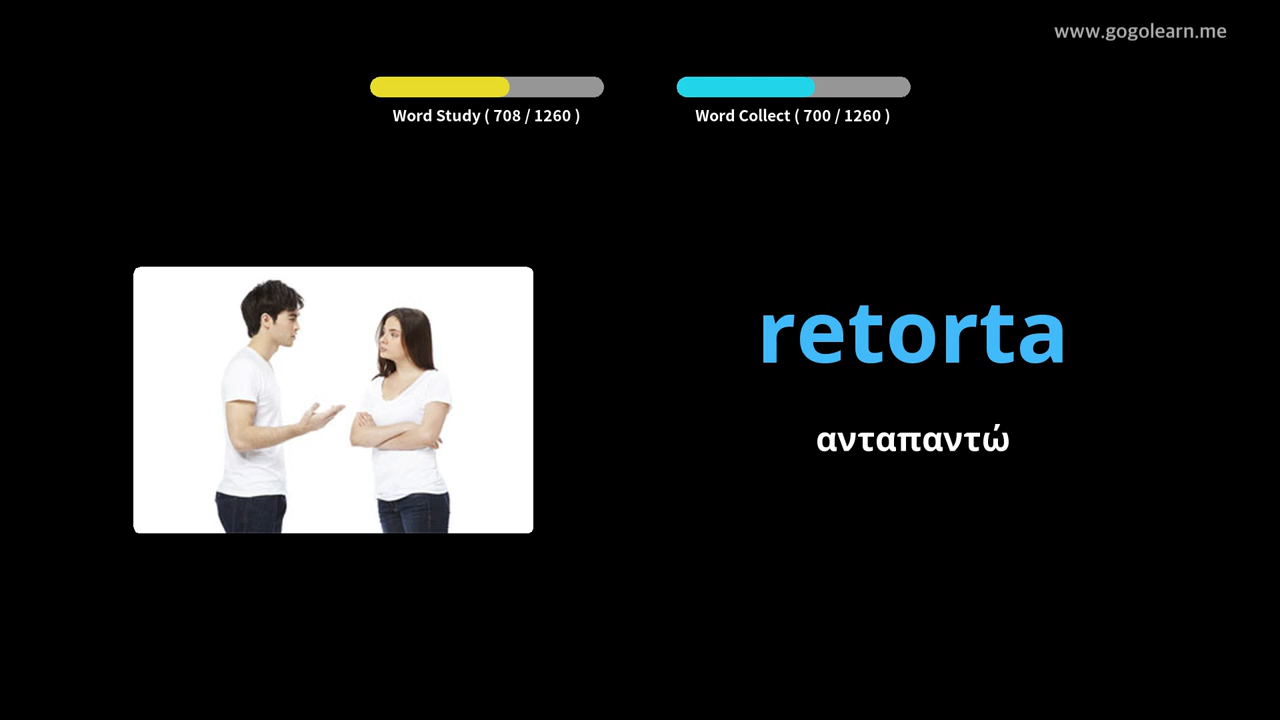 www.gogolearn.me
Word Study ( 708 / 1260 )
Word Collect ( 700 / 1260 )
retorta
ανταπαντώ